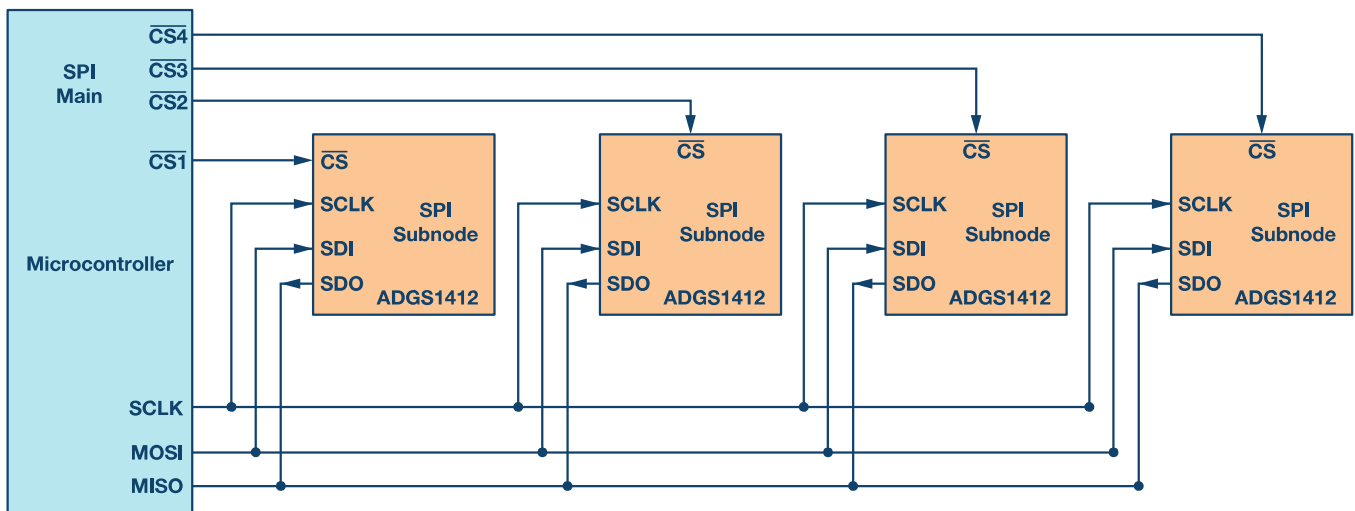 CS4
SPI
Main
CS3
CS2
CS1
Microcontroller
SCLK
MOSI
MISO
CS
SCLK
SPI
Subnode
SDI
SDO
ADGS1412
CS
SCLK
SPI
Subnode
SDI
SDO
ADGS1412
CS
SCLK
SPI
Subnode
SDI
SDO
ADGS1412
CS
SCLK
SPI
Subnode
SDI
SDO
ADGS1412